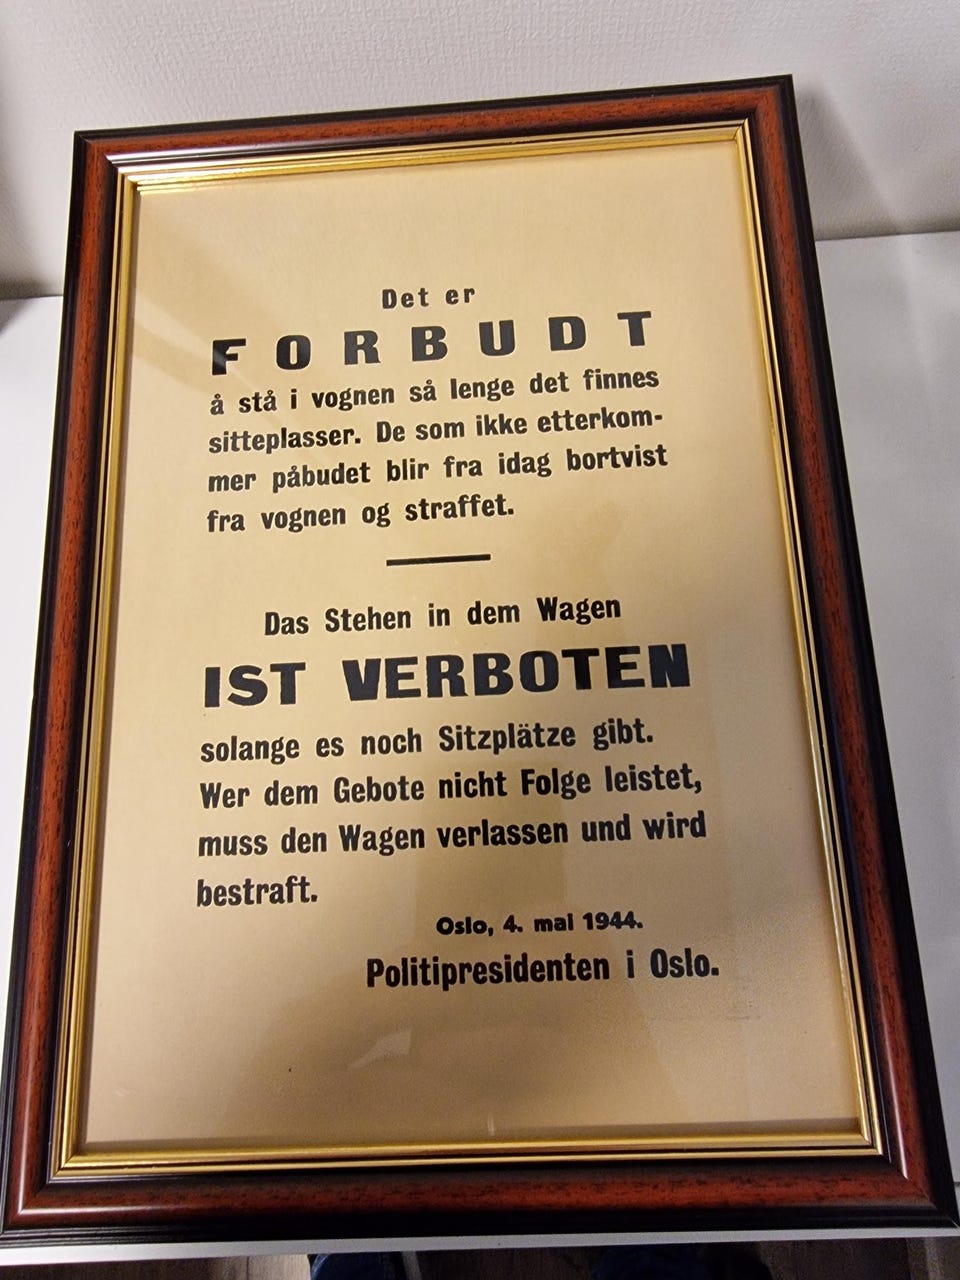 Det er
FORBUDT
å stå i vognen så lenge det finnes
sitteplasser. De som ikke etterkom-
mer påbudet blir fra idag bortvist
fra vognen og straffet.
Das Stehen in dem Wagen
IST VERBOTEN
solange es noch Sitzplätze gibt.
Wer dem Gebote nicht Folge leistet,
muss den Wagen verlassen und wird
bestraft.
Oslo, 4. mai 1944.
Politipresidenten i Oslo.